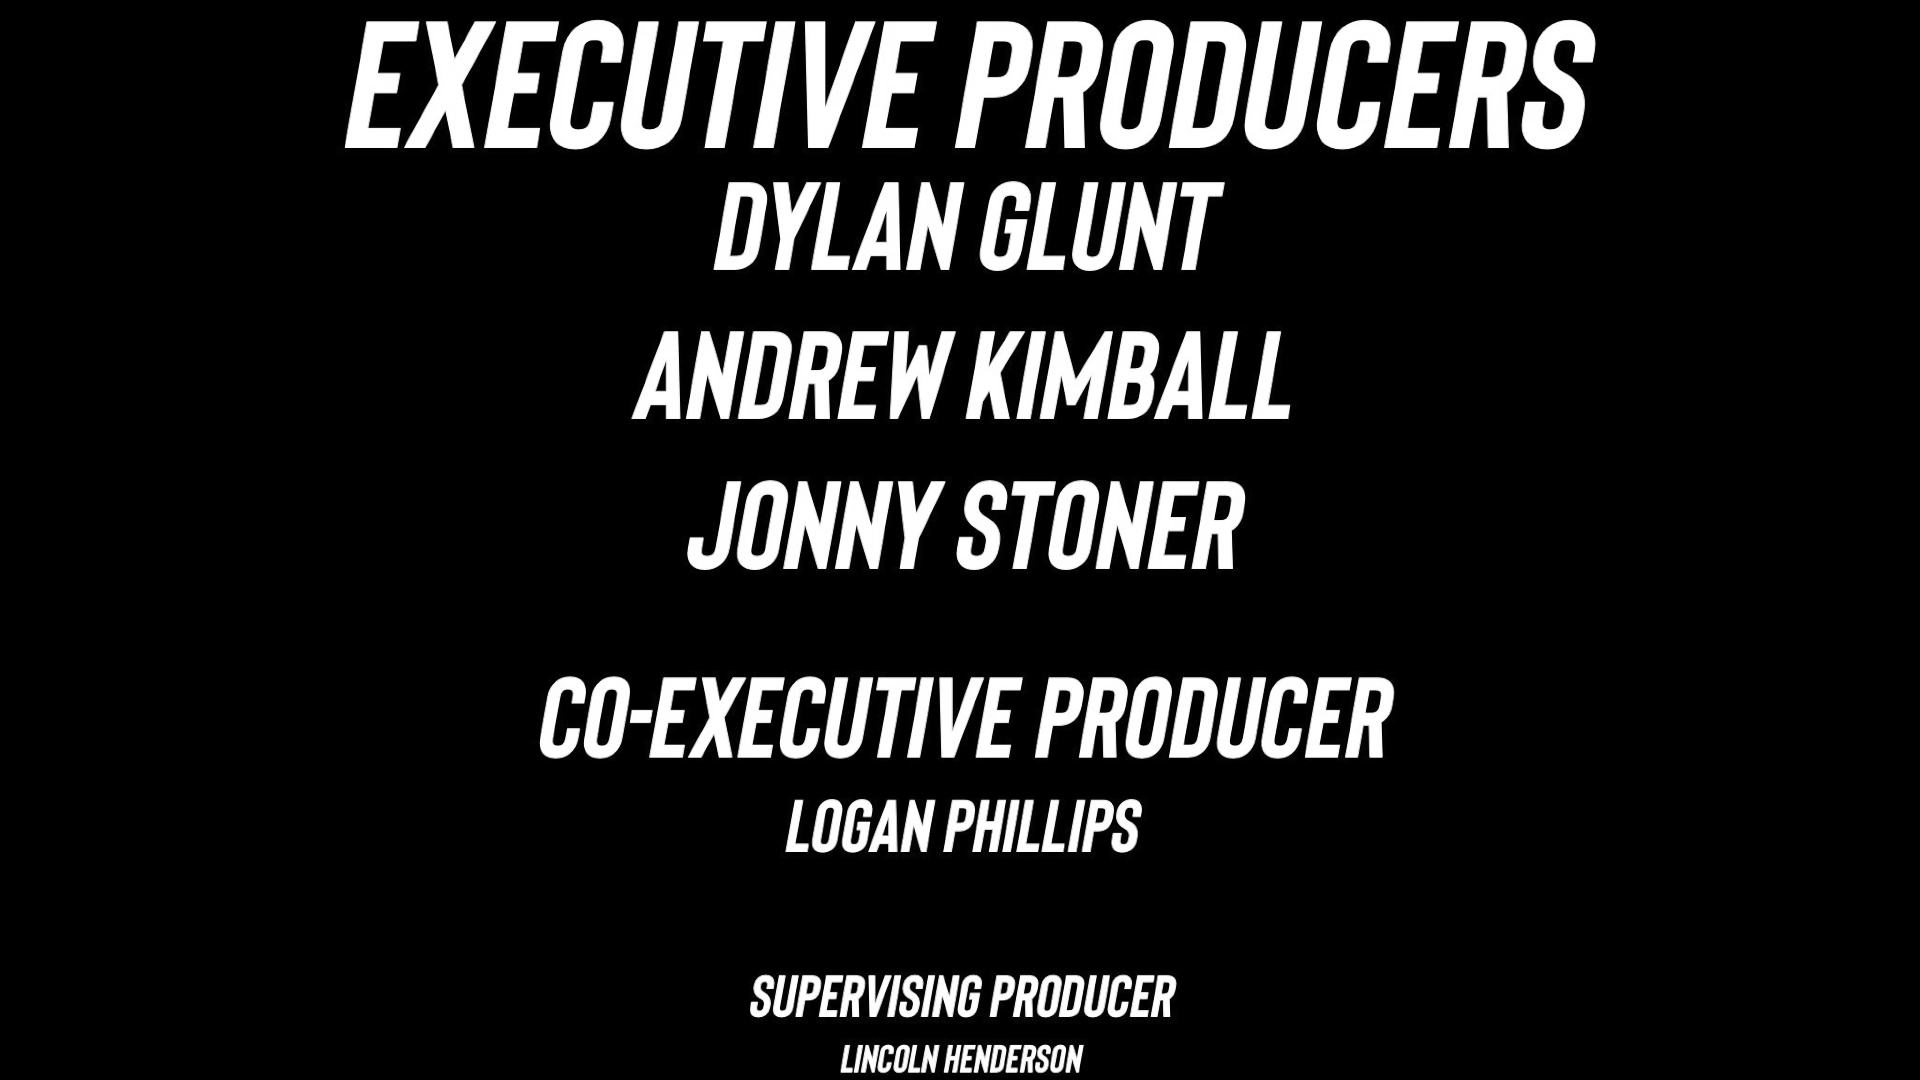 EXECUTIVE PRODUCERS
DYLAN GLUNT
ANDREW KIMBALL
JONNY STONER
CO-EXECUTIVE PRODUCER
LOGAN PHILLIPS
SUPERVISING PRODUCER
LINCOLN HENDERSON